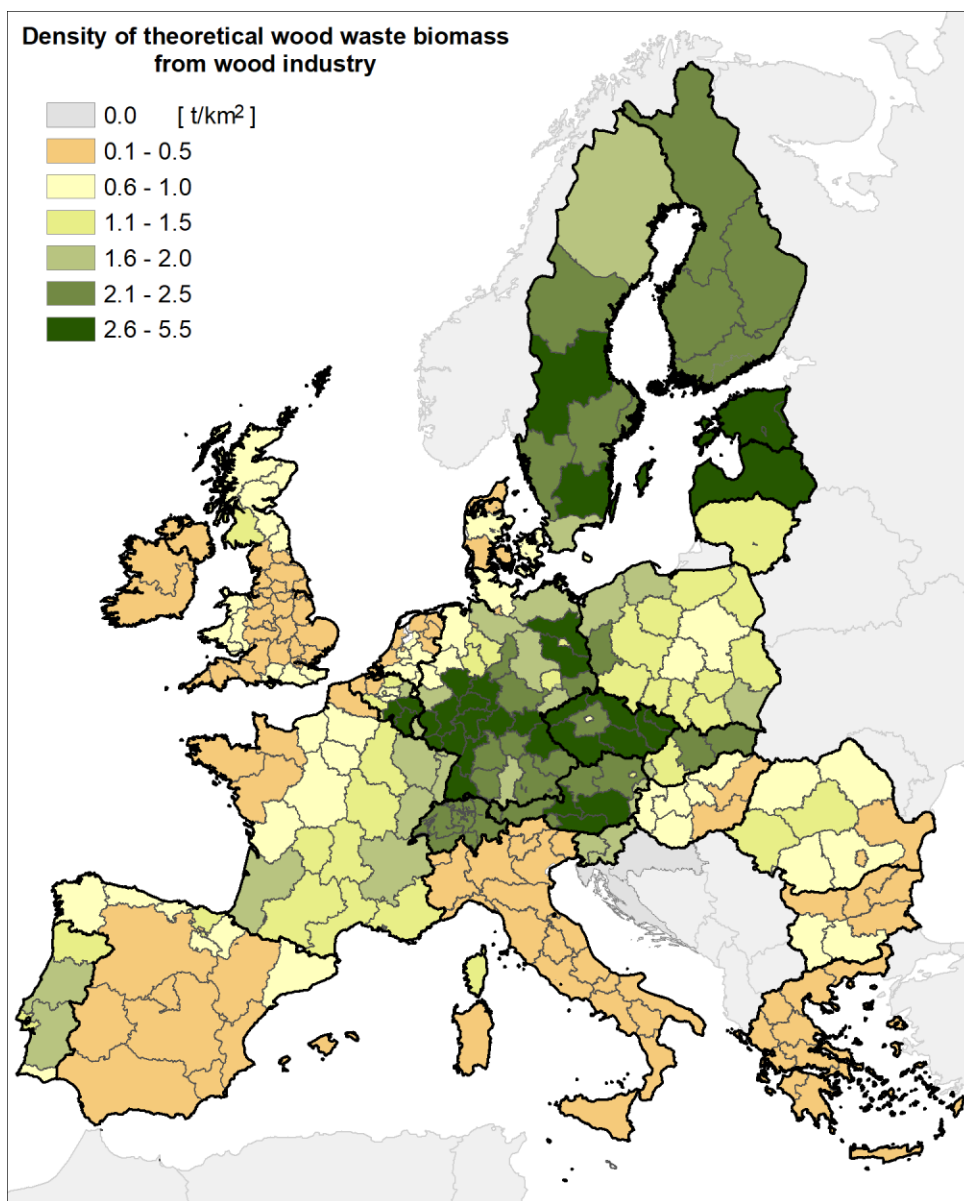 Density of theoretical wood waste biomass
from wood industry
0.0 [ t/km² ]
0.1 - 0.5
0.6 - 1.0
1.1 - 1.5
1.6 - 2.0
2.1 - 2.5
2.6 - 5.5